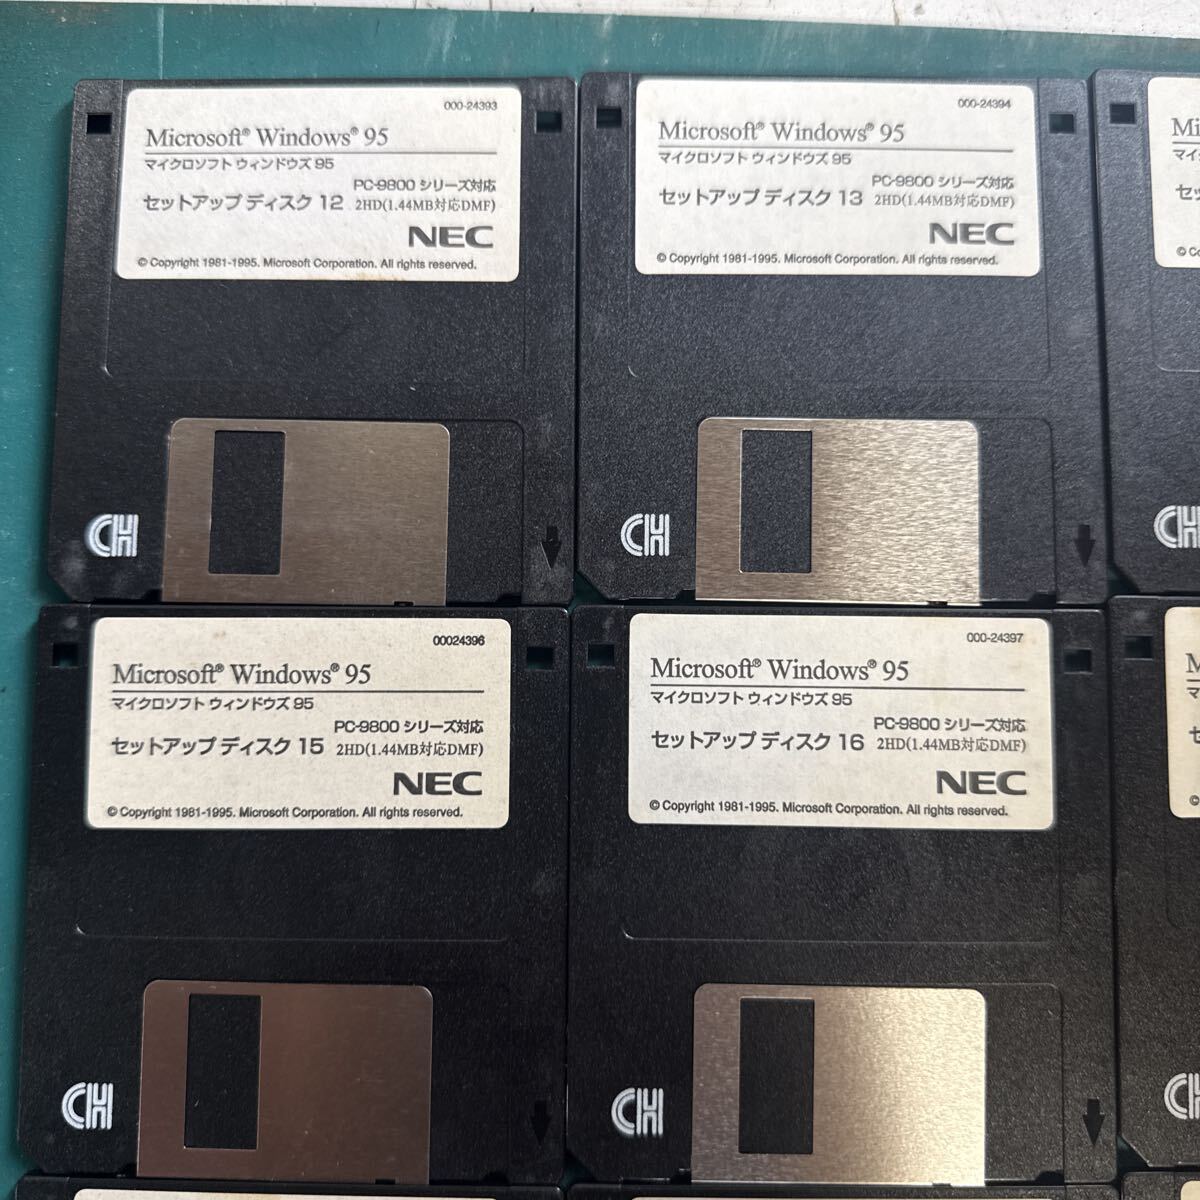 000-24393
Microsoft® Windows® 95
マイクロソフト ウィンドウズ 95
PC-9800 シリーズ対応
セットアップ ディスク 12 2HD(1.44MB対応DMF)
NEC
© Copyright 1981-1995. Microsoft Corporation. All rights reserved.
CH
000-24394
Microsoft® Windows® 95
マイクロソフト ウィンドウズ 95
PC-9800 シリーズ対応
セットアップ ディスク 13 2HD(1.44MB対応DMF)
NEC
© Copyright 1981-1995. Microsoft Corporation. All rights reserved.
CH
00024396
Microsoft® Windows® 95
マイクロソフト ウィンドウズ 95
PC-9800 シリーズ対応
セットアップ ディスク 15 2HD(1.44MB対応DMF)
NEC
© Copyright 1981-1995. Microsoft Corporation. All rights reserved.
CH
000-24397
Microsoft® Windows® 95
マイクロソフト ウィンドウズ 95
PC-9800 シリーズ対応
セットアップ ディスク 16 2HD(1.44MB対応DMF)
NEC
© Copyright 1981-1995. Microsoft Corporation. All rights reserved.
CH